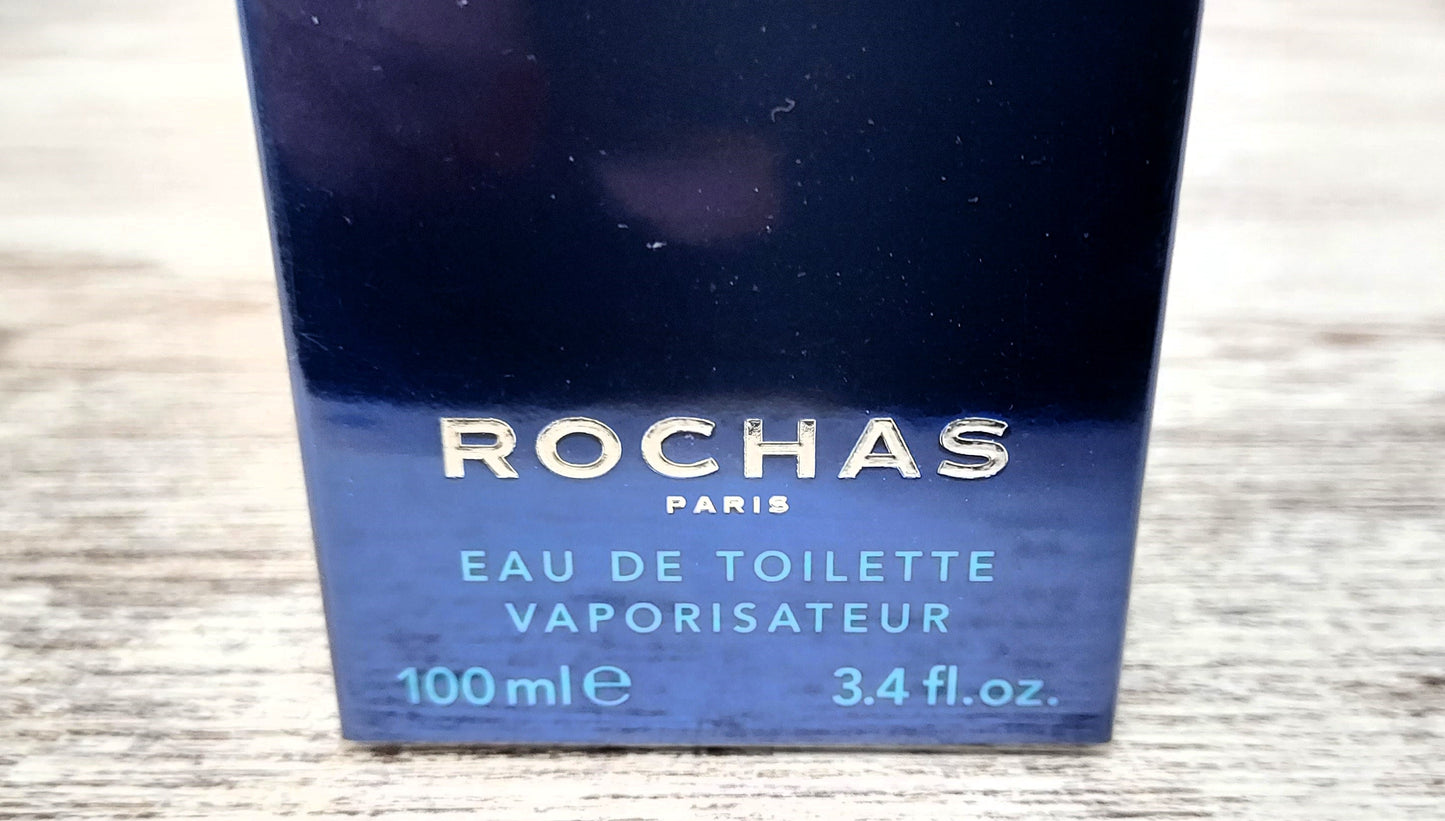 ROCHAS
PARIS
EAU DE TOILETTE
VAPORISATEUR
100 ml ℮ 3.4 fl.oz.